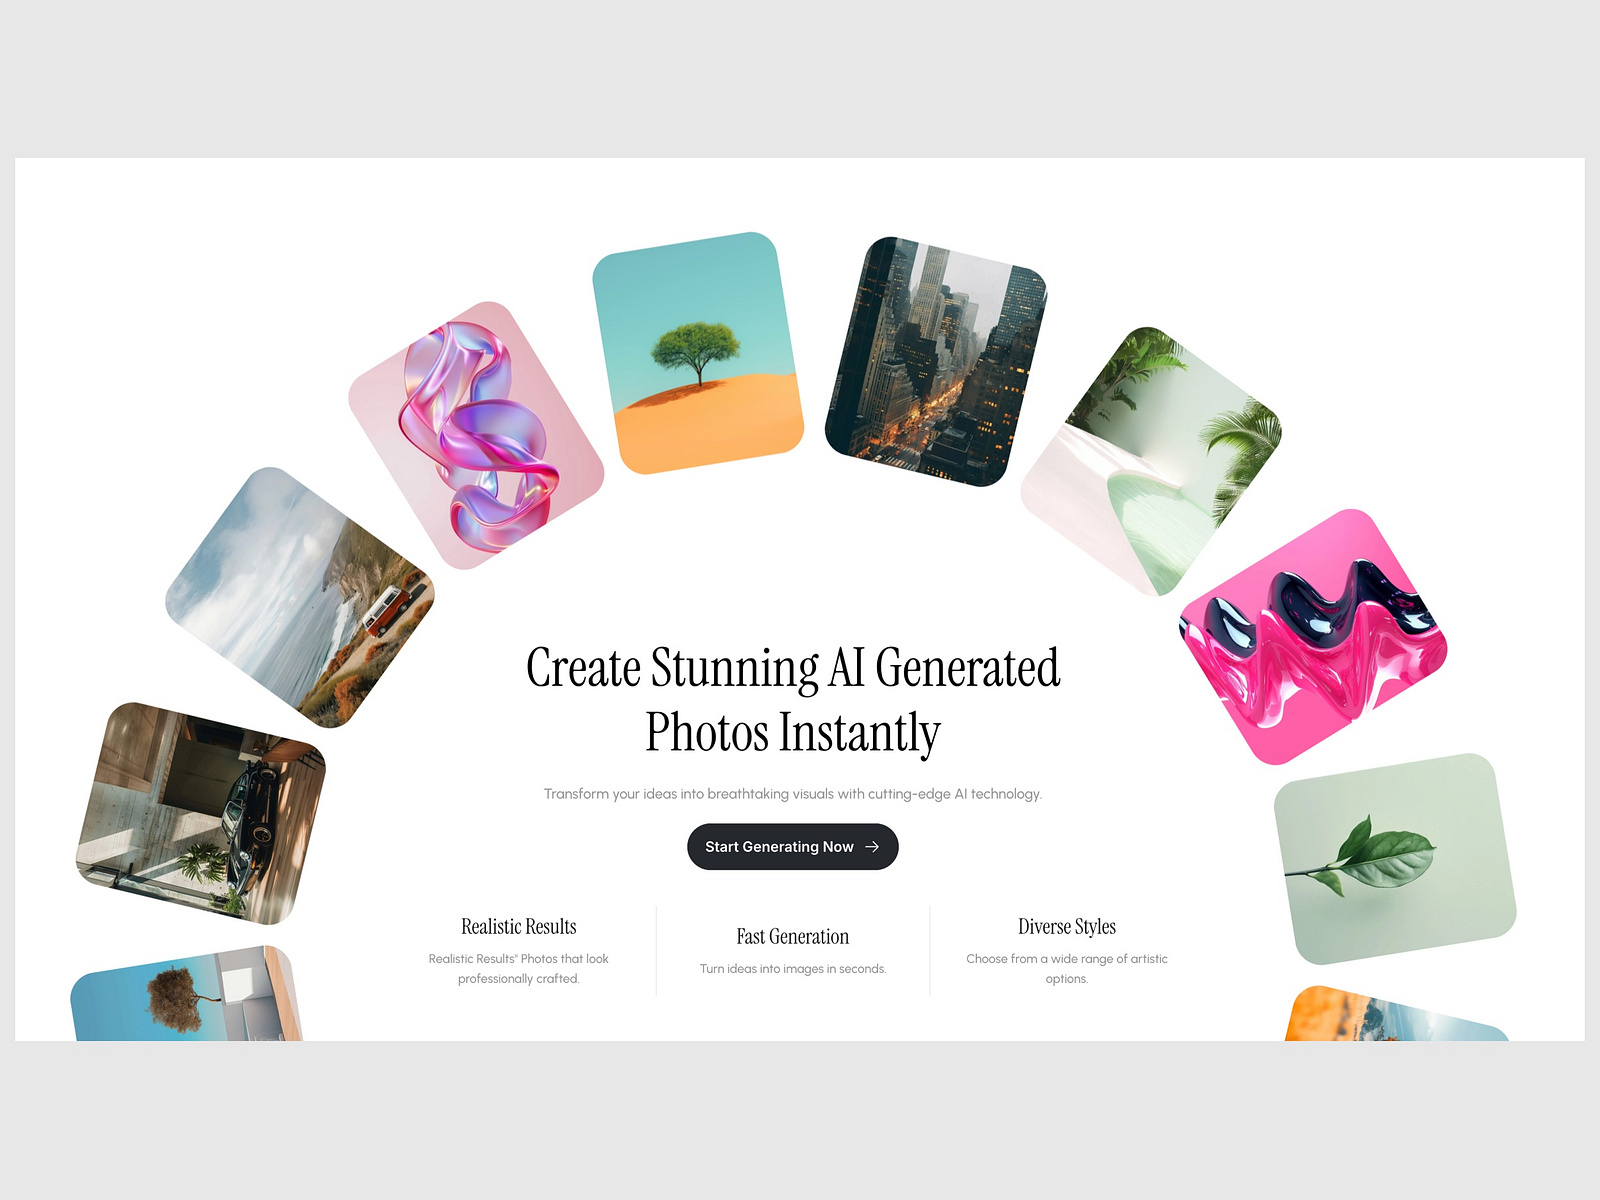 Create Stunning AI Generated
Photos Instantly
Transform your ideas into breathtaking visuals with cutting-edge AI technology.
Start Generating Now
Realistic Results
Realistic Results" Photos that look
professionally crafted.
Fast Generation
Turn ideas into images in seconds.
Diverse Styles
Choose from a wide range of artistic
options.